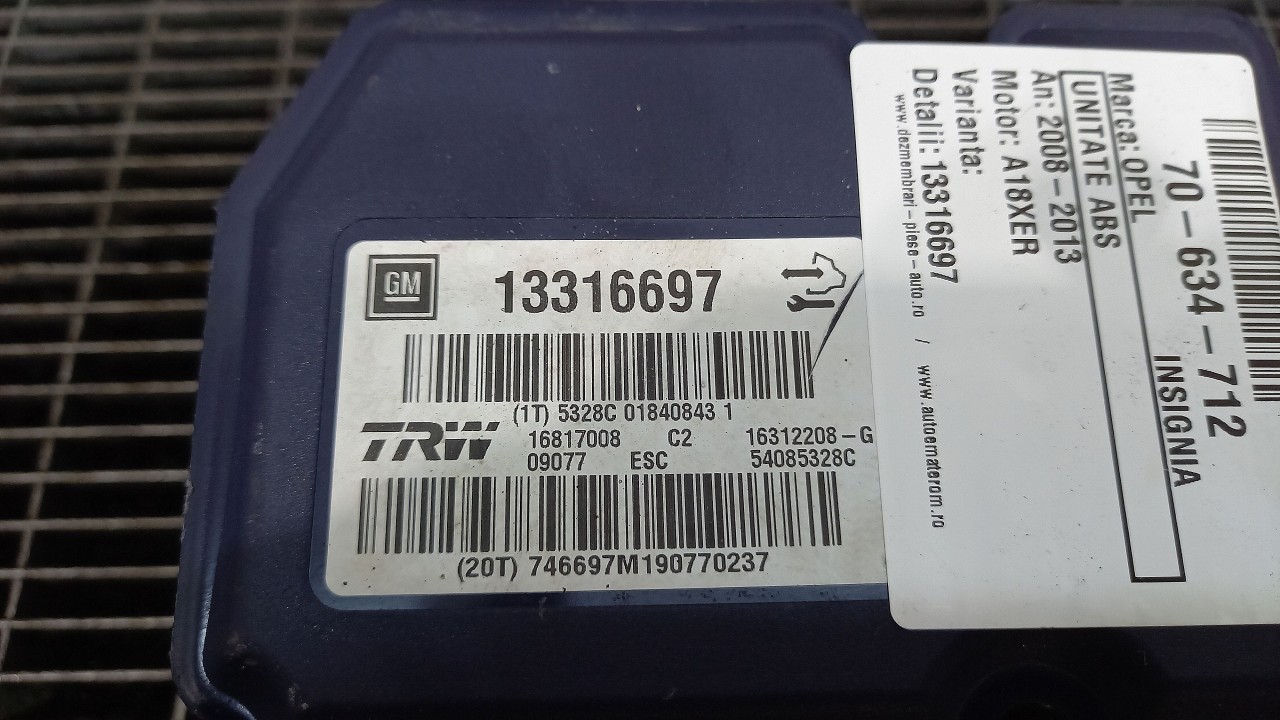 GM
13316697
(1T) 5328C 01840843 1
TRW
16817008 C2 16312208-G
09077 ESC 54085328C
(20T) 746697M190770237
70-634-712
Marca: OPEL INSIGNIA
UNITATE ABS
An: 2008-2013
Motor: A18XER
Varianta:
Detalii: 13316697
www.dezmembrari-piese-auto.ro / www.autoematerom.ro